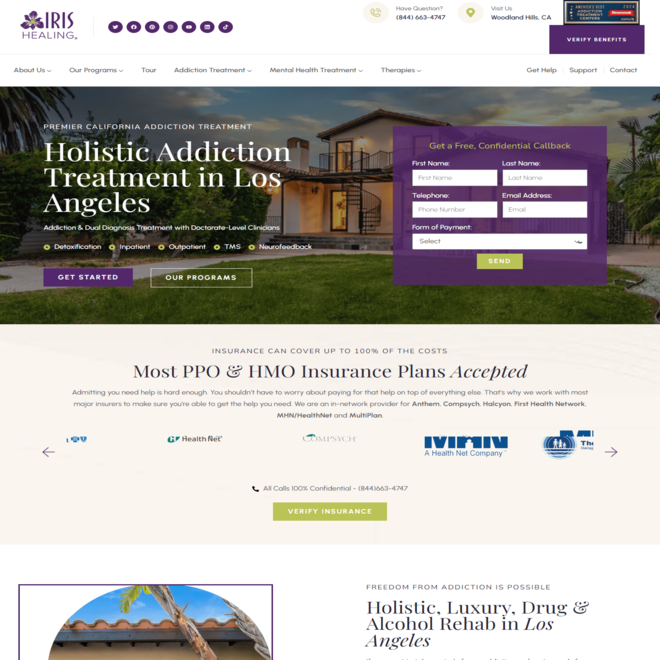 IRIS
HEALING
Have Question?
(844) 663-4747
Visit Us
Woodland Hills, CA
AMERICA'S BEST
ADDICTION
TREATMENT
CENTERS
2024
Newsweek
VERIFY BENEFITS
About Us
Our Programs
Tour
Addiction Treatment
Mental Health Treatment
Therapies
Get Help
Support
Contact
PREMIER CALIFORNIA ADDICTION TREATMENT
Holistic Addiction
Treatment in Los
Angeles
Addiction & Dual Diagnosis Treatment with Doctorate-Level Clinicians
Detoxification
Inpatient
Outpatient
TMS
Neurofeedback
GET STARTED
OUR PROGRAMS
Get a Free, Confidential Callback
First Name:
Last Name:
First Name
Last Name
Telephone:
Email Address:
Phone Number
Email
Form of Payment:
Select
SEND
INSURANCE CAN COVER UP TO 100% OF THE COSTS
Most PPO & HMO Insurance Plans Accepted
Admitting you need help is hard enough. You shouldn't have to worry about paying for that help on top of everything else. That's why we work with most
major insurers to make sure you're able to get the help you need. We are an in-network provider for Anthem, Compsych, Halcyon, First Health Network,
MHN/HealthNet and MultiPlan.
Health Net
COMPSYCH
MHN
A Health Net Company
All Calls 100% Confidential - (844)663-4747
VERIFY INSURANCE
FREEDOM FROM ADDICTION IS POSSIBLE
Holistic, Luxury, Drug &
Alcohol Rehab in Los
Angeles